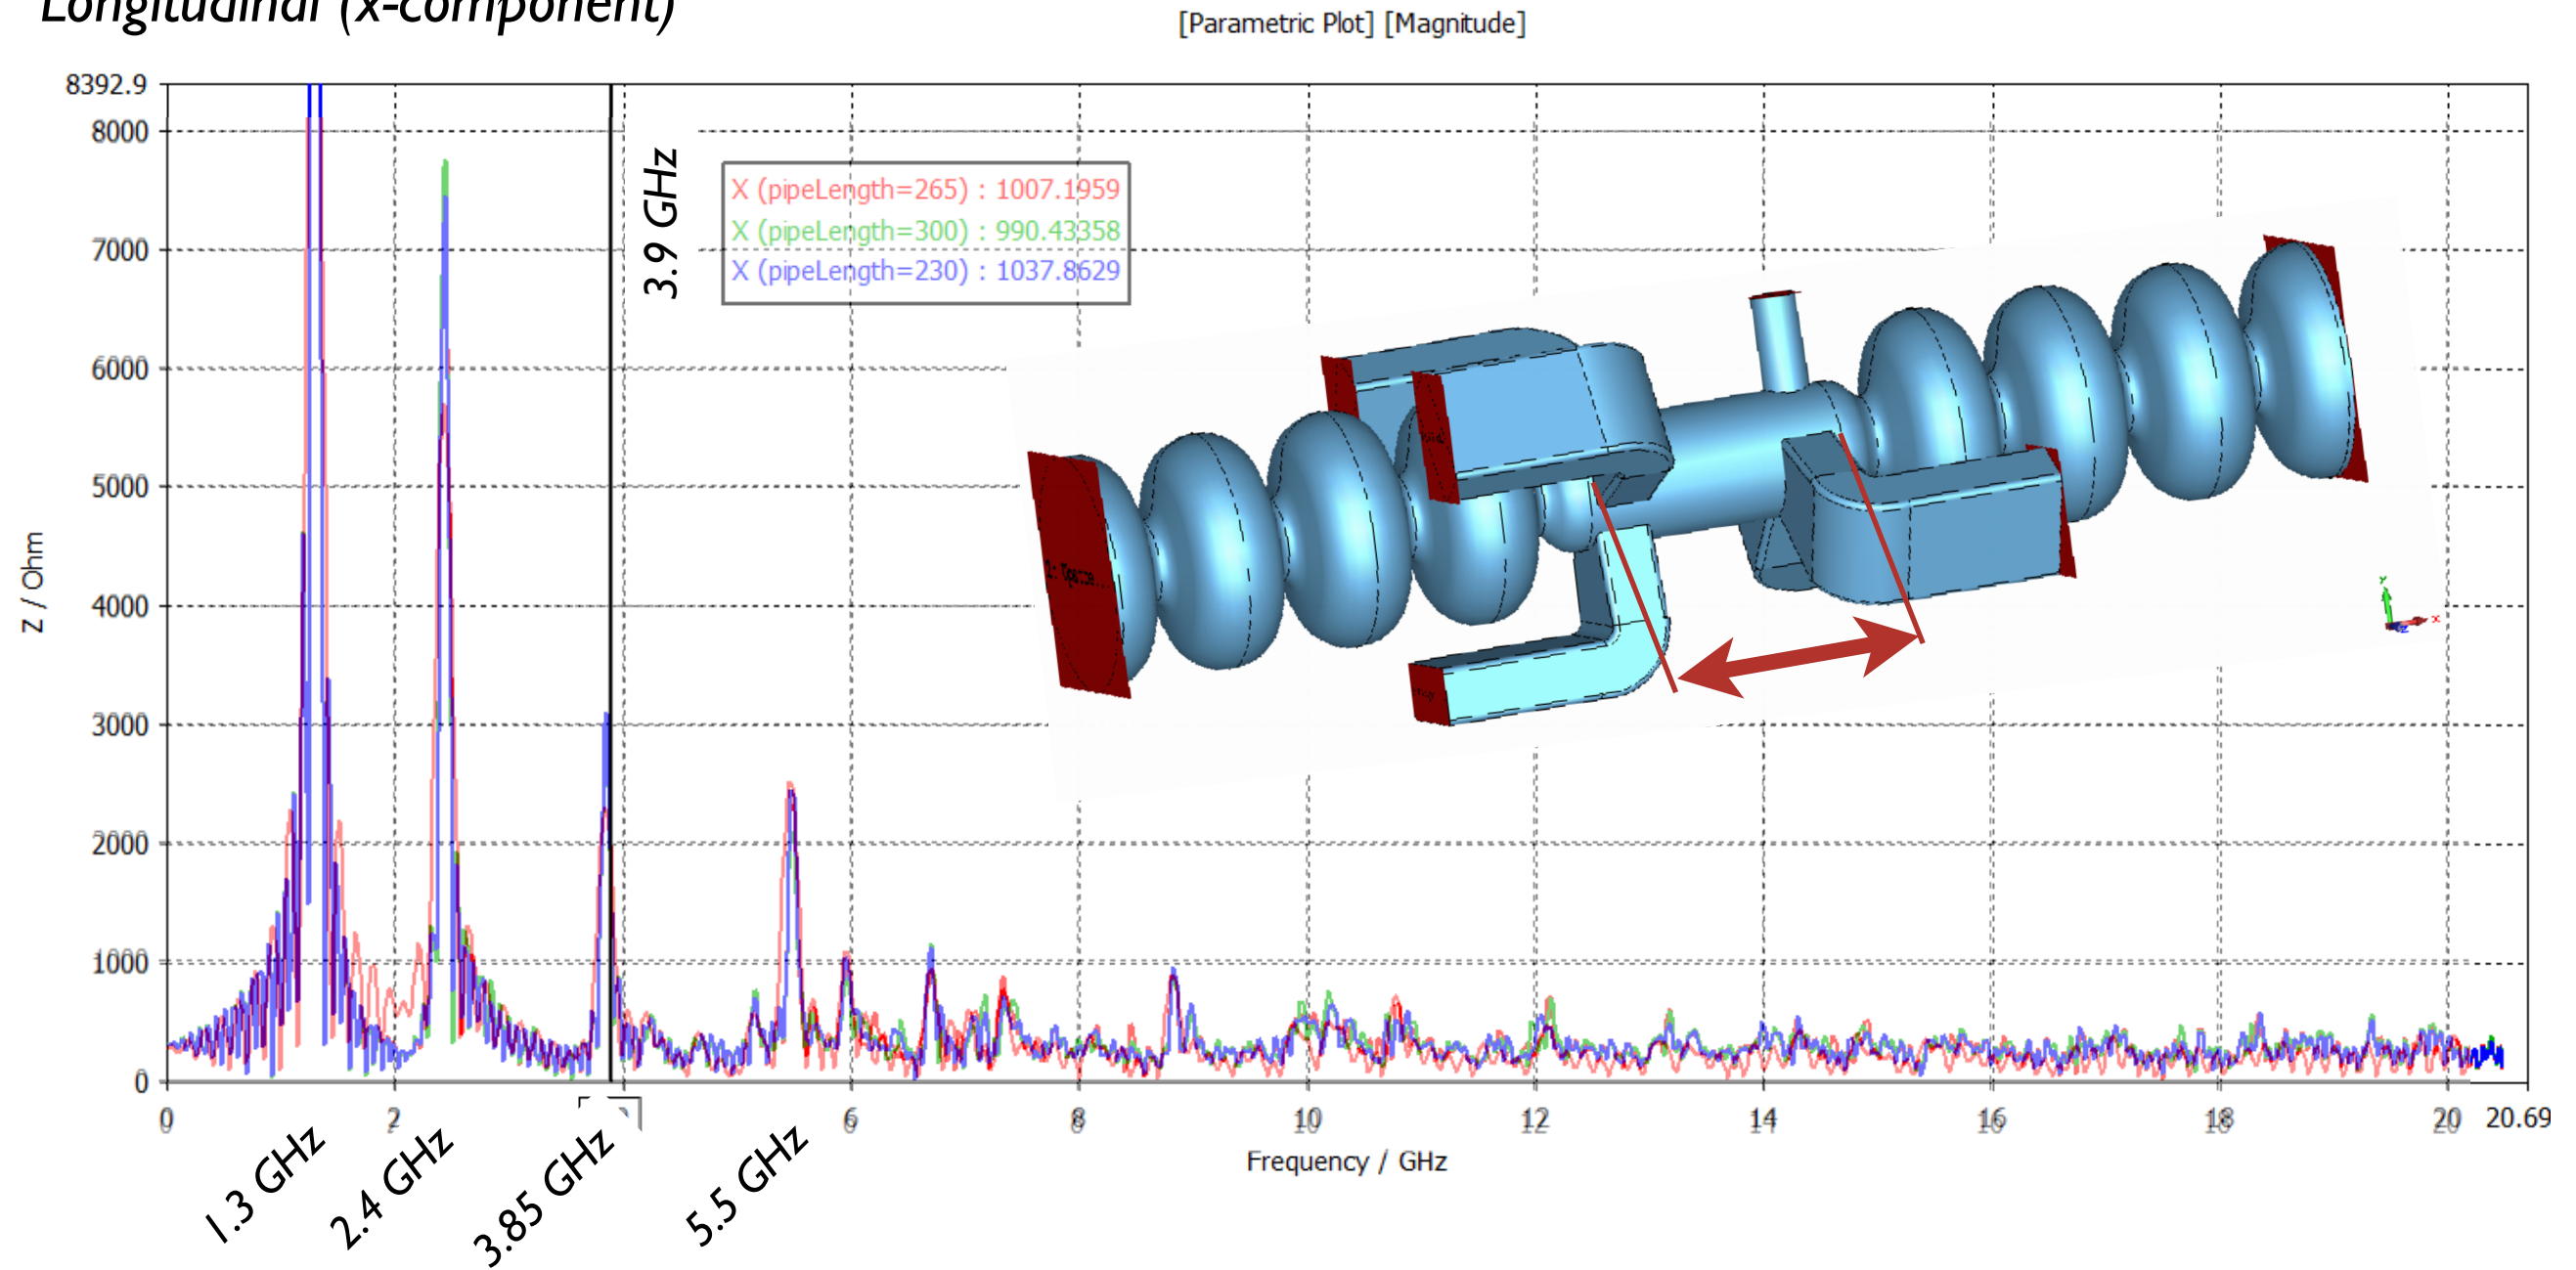 Longitudinal (x-component)
[Parametric Plot] [Magnitude]
8392.9
8000
7000
6000
5000
4000
3000
2000
1000
0
Z / Ohm
3.9 GHz
X (pipeLength=265) : 1007.1959
X (pipeLength=300) : 990.43358
X (pipeLength=230) : 1037.8629
Y
x
z
0
2
6
8
10
12
14
16
18
20
20.69
Frequency / GHz
1.3 GHz
2.4 GHz
3.85 GHz
5.5 GHz